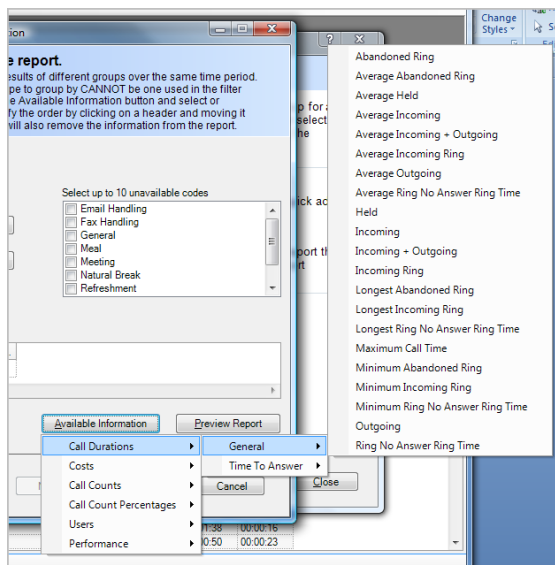 Change
Styles
tion
e report.
esults of different groups over the same time period.
pe to group by CANNOT be one used in the filter
e Available Information button and select or
fy the order by clicking on a header and moving it
will also remove the information from the report.
p for
select
he
ick
port
rt
Select up to 10 unavailable codes
Email Handling
Fax Handling
General
Meal
Meeting
Natural Break
Refreshment
Available Information
Preview Report
Call Durations
Costs
Call Counts
Call Count Percentages
Users
Performance
General
Time To Answer
Cancel
Close
1:38 00:00:16
0:50 00:00:23
Abandoned Ring
Average Abandoned Ring
Average Held
Average Incoming
Average Incoming + Outgoing
Average Incoming Ring
Average Outgoing
Average Ring No Answer Ring Time
Held
Incoming
Incoming + Outgoing
Incoming Ring
Longest Abandoned Ring
Longest Incoming Ring
Longest Ring No Answer Ring Time
Maximum Call Time
Minimum Abandoned Ring
Minimum Incoming Ring
Minimum Ring No Answer Ring Time
Outgoing
Ring No Answer Ring Time